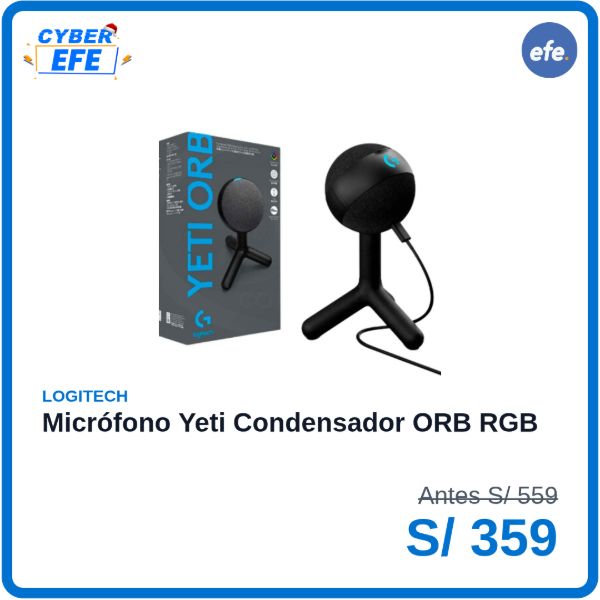 CYBER
EFE
efe.
YETI ORB
logitech
LOGITECH
Micrófono Yeti Condensador ORB RGB
Antes S/ 559
S/ 359